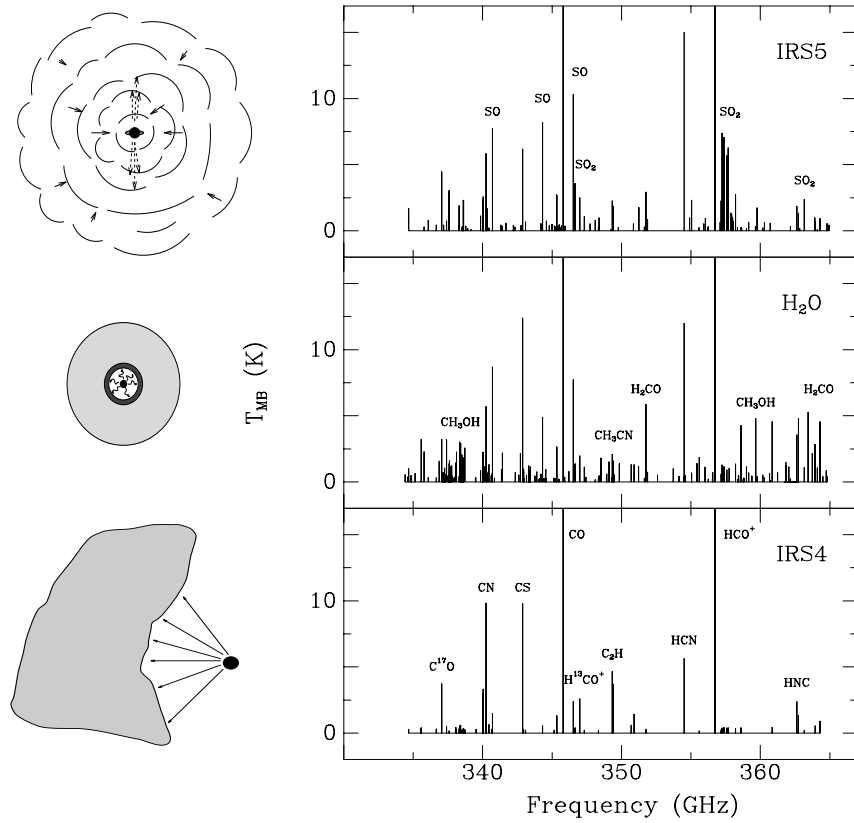 IRS5
10
0
SO
SO
SO
SO₂
SO₂
SO₂
H₂O
10
0
CH₃OH
CH₃CN
H₂CO
CH₃OH
H₂CO
T_MB (K)
IRS4
10
0
C¹⁷O
CN
CS
CO
H¹³CO⁺
C₂H
HCN
HCO⁺
HNC
340
350
360
Frequency (GHz)